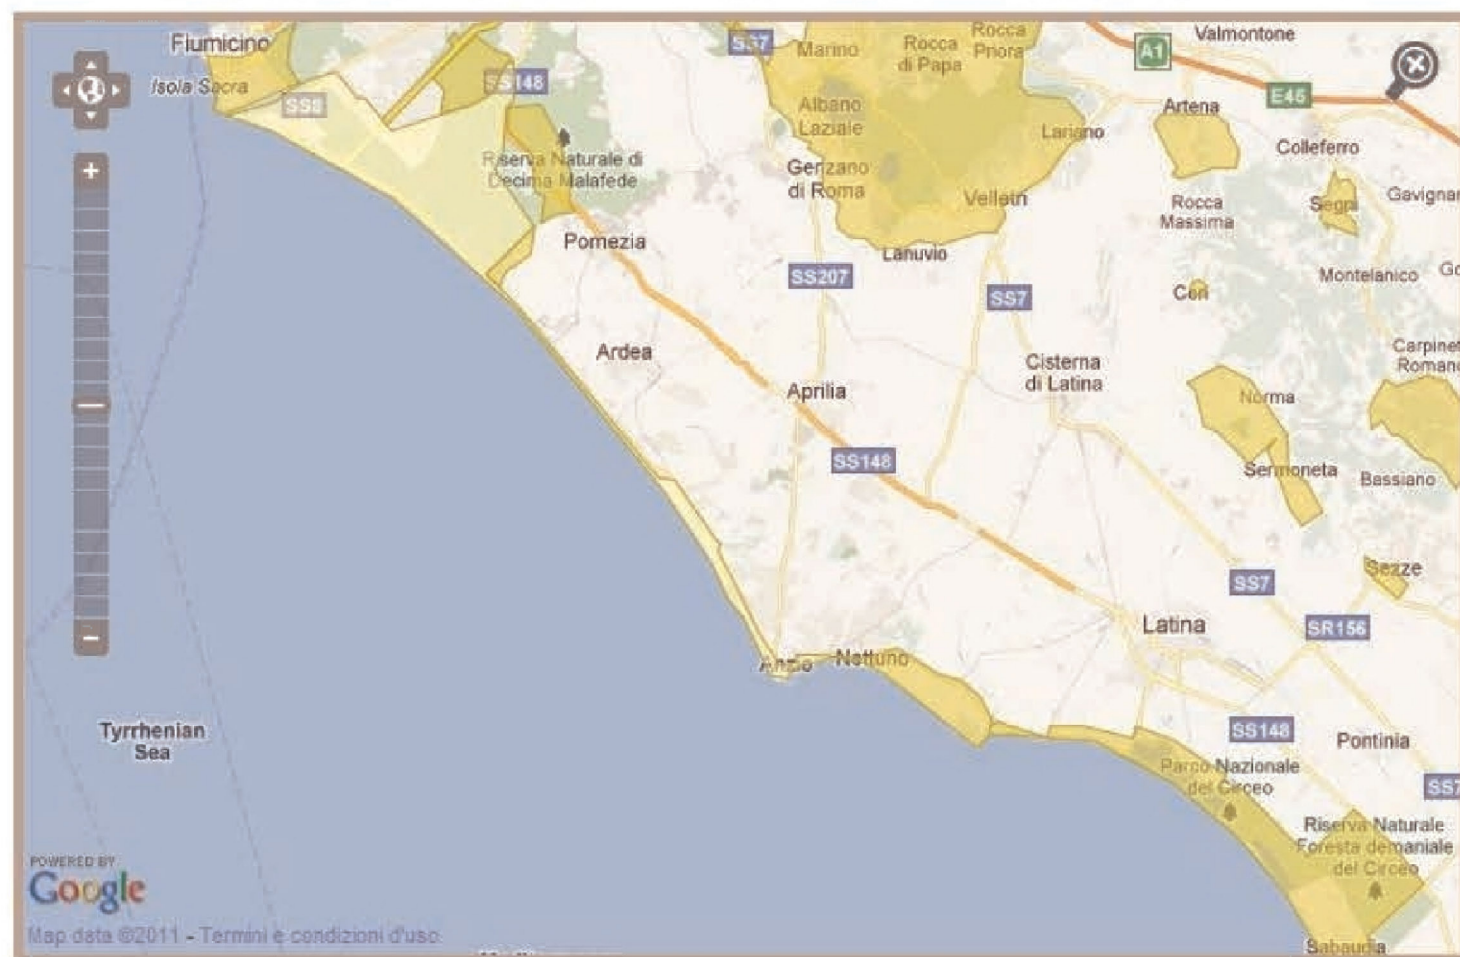 Fiumicino
SS7
Marino
Rocca
di Papa
Rocca
Priora
A1
Valmontone
Isola Sacra
SS8
SS148
E45
Albano
Laziale
Lariano
Artena
Colleferro
Riserva Naturale di
Decima Malafede
Genzano
di Roma
Velletri
Rocca
Massima
Segni
Gavignan
Pomezia
Lanuvio
SS207
SS7
Cori
Montelanico
Go
Ardea
Cisterna
di Latina
Carpinet
Romano
Aprilia
Norma
SS148
Sermoneta
Bassiano
SS7
Sezze
Latina
SR156
Anzio
Nettuno
Tyrrhenian
Sea
SS148
Pontinia
Parco Nazionale
del Circeo
SS7
Riserva Naturale
Foresta demaniale
del Circeo
POWERED BY
Google
Map data ©2011 - Termini e condizioni d'uso
Sabaudia